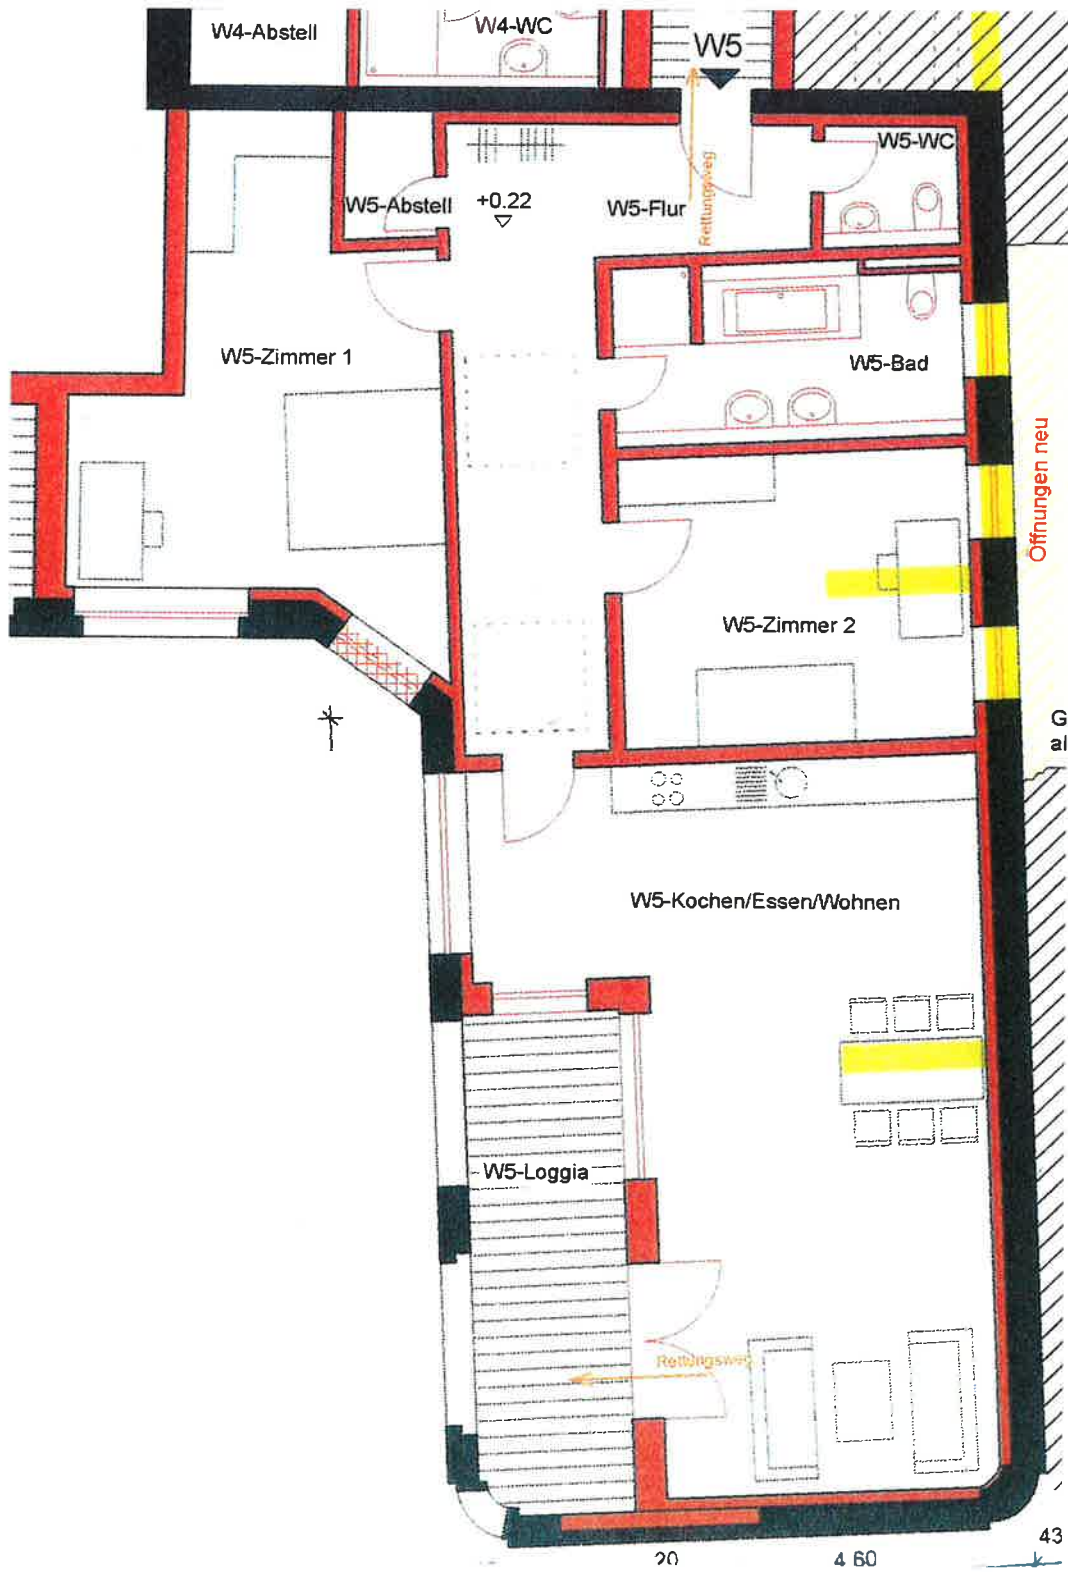 W4-Abstell
W4-WC
W5
W5-WC
W5-Abstell
+0.22
W5-Flur
Rettungsweg
W5-Zimmer 1
W5-Bad
Öffnungen neu
W5-Zimmer 2
G
al
W5-Kochen/Essen/Wohnen
W5-Loggia
Rettungsweg
43
20
4 60